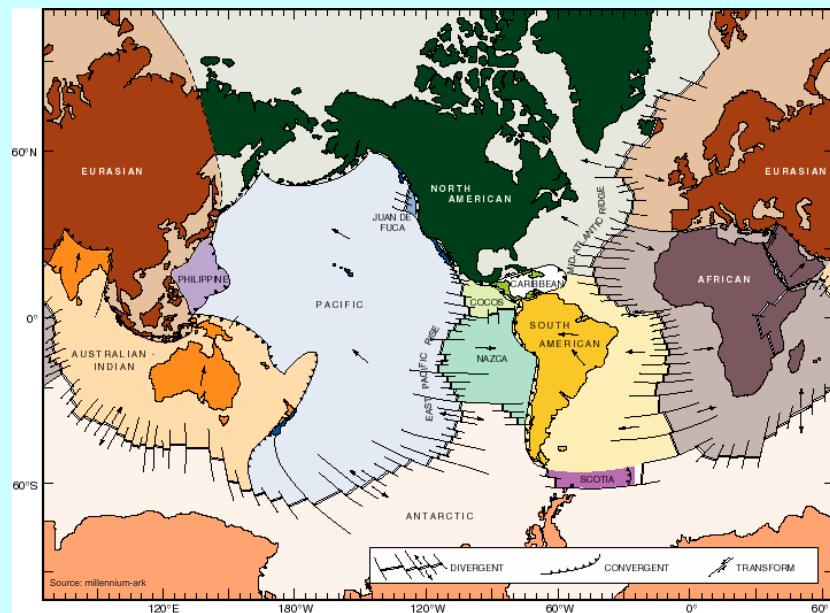 60°N
EURASIAN
NORTH
AMERICAN
EURASIAN
JUAN DE
FUCA
MID-ATLANTIC RIDGE
PHILIPPINE
PACIFIC
COCOS
CARIBBEAN
AFRICAN
0°
AUSTRALIAN -
INDIAN
EAST PACIFIC RISE
NAZCA
SOUTH
AMERICAN
60°S
SCOTIA
ANTARCTIC
DIVERGENT
CONVERGENT
TRANSFORM
Source: millennium-ark
120°E
180°W
120°W
60°W
0°
60°E